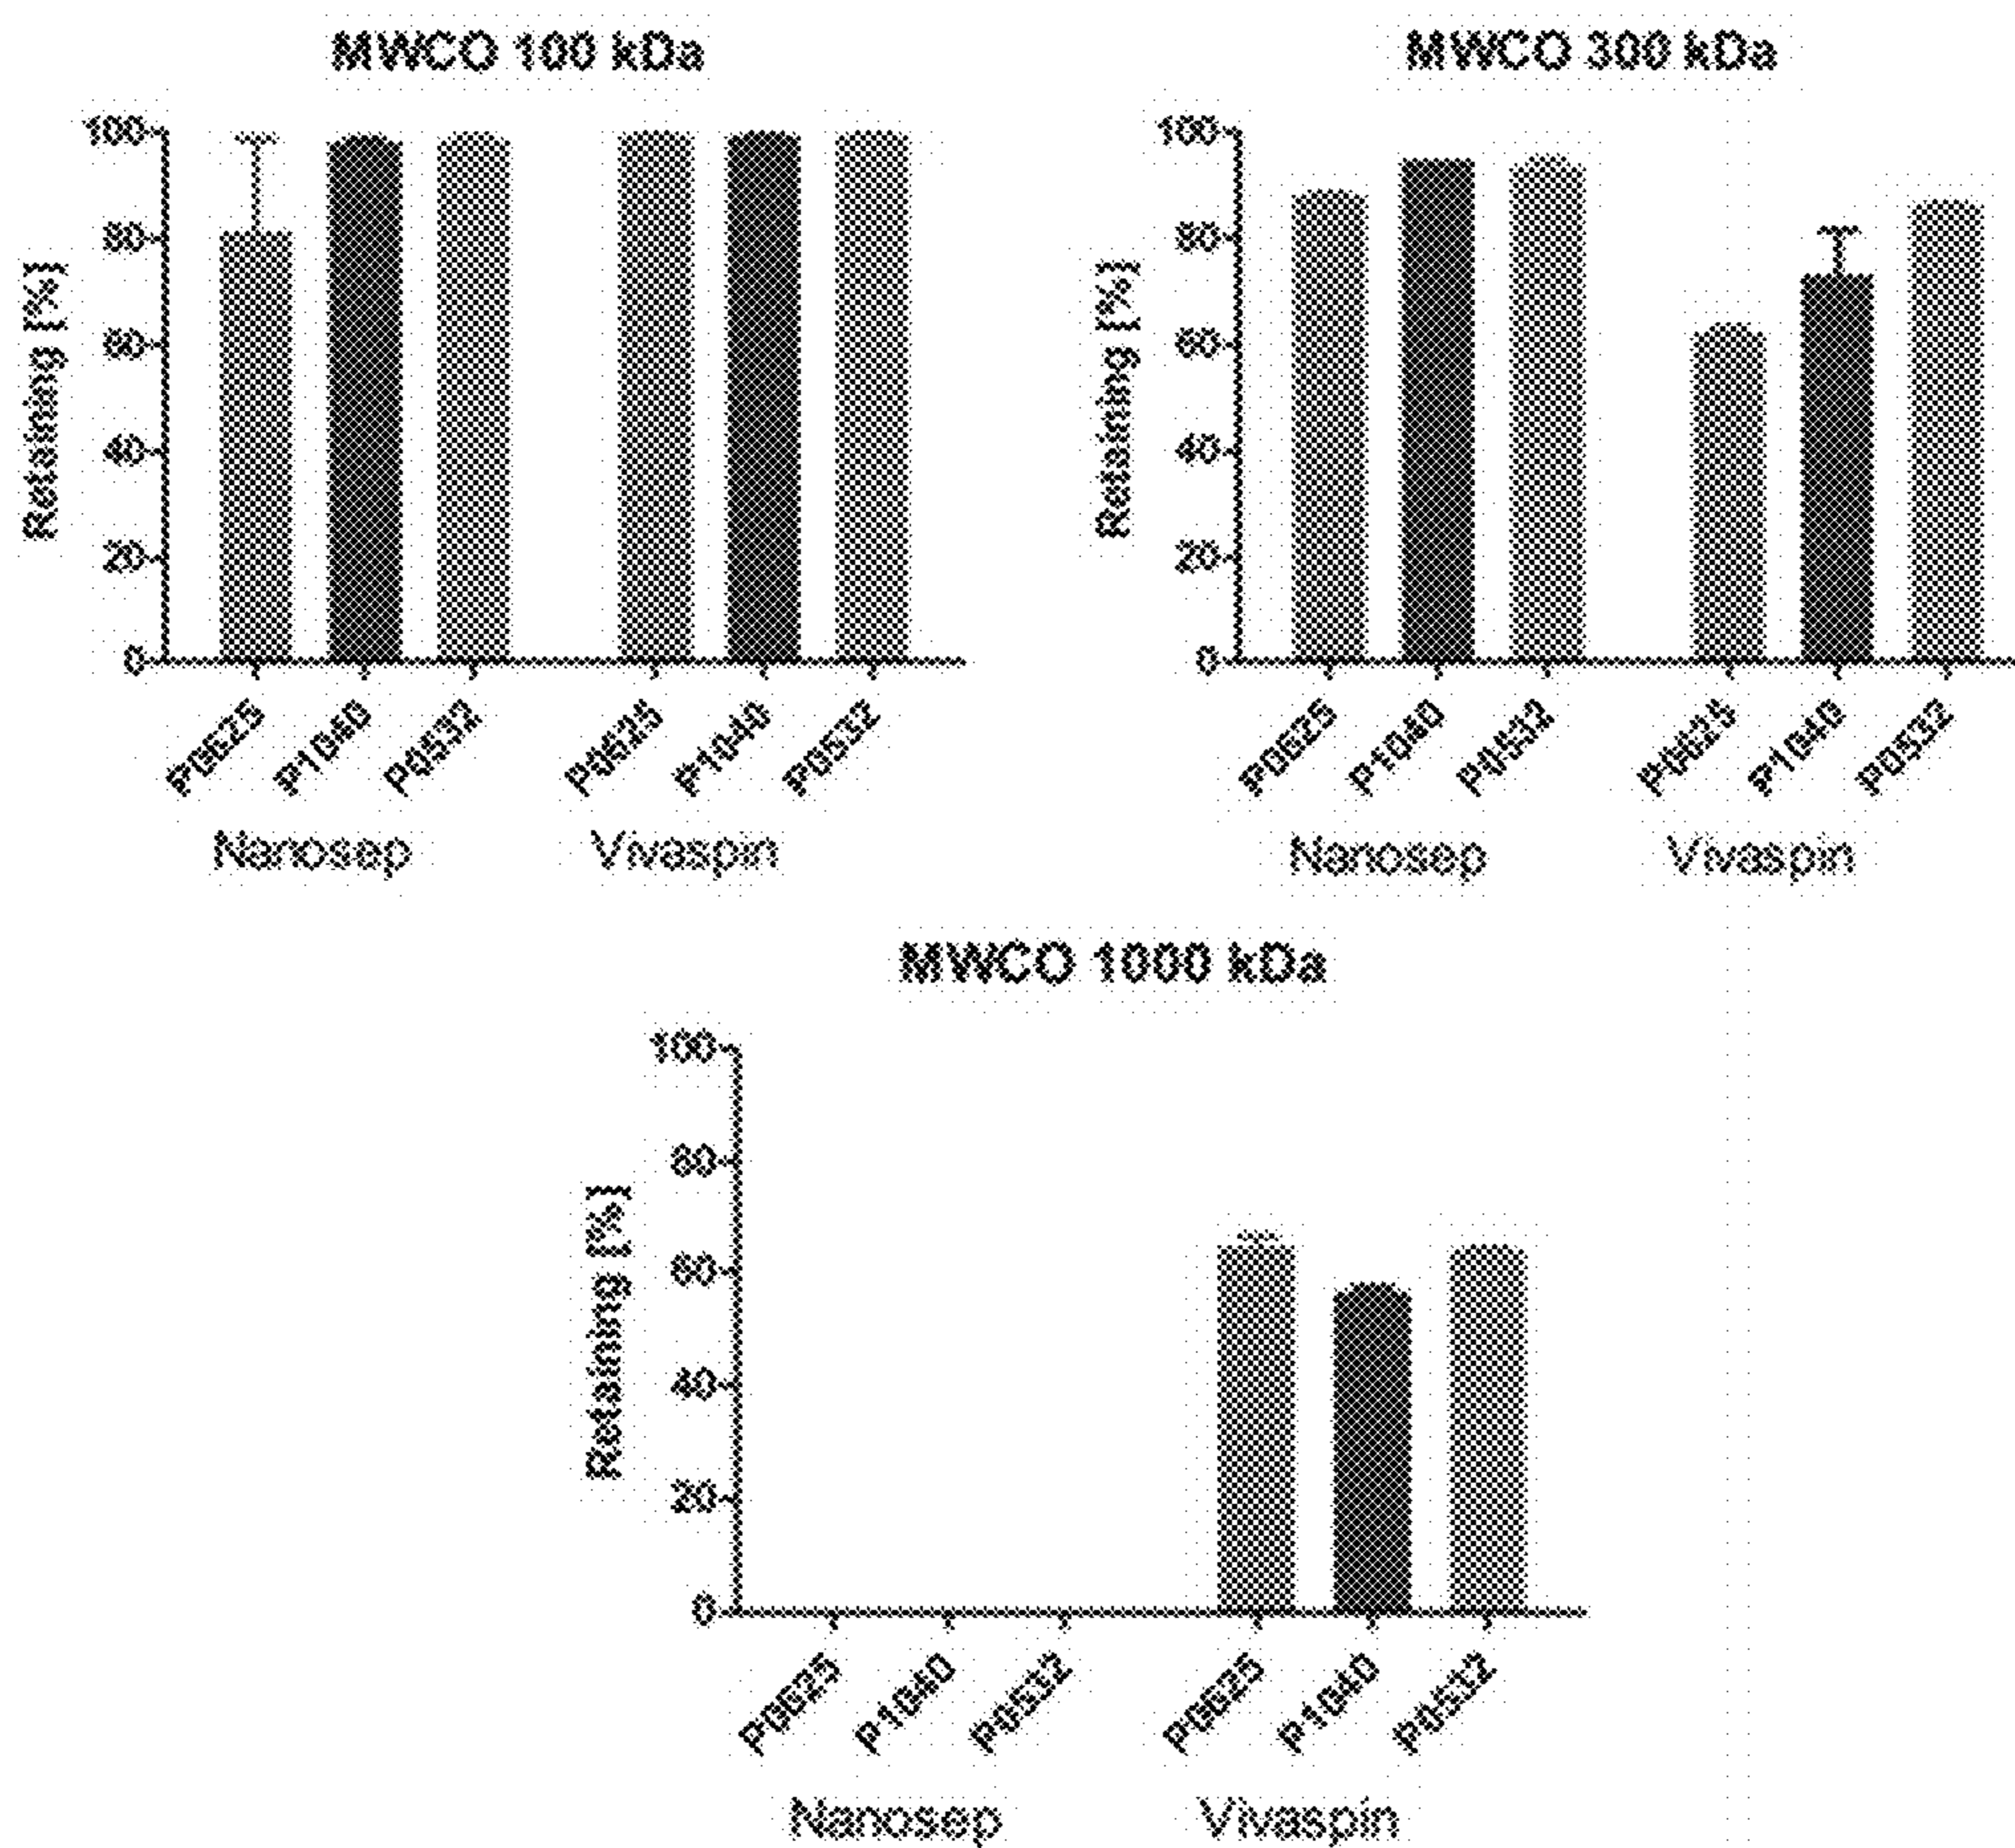 MWCO 100 kDa
Retaining [%]
100
80
60
40
20
0
P0625 P1040 P0532 P0625 P1040 P0532
Nanosep Vivaspin
MWCO 300 kDa
Retaining [%]
100
80
60
40
20
0
P0625 P1040 P0532 P0625 P1040 P0532
Nanosep Vivaspin
MWCO 1000 kDa
Retaining [%]
100
80
60
40
20
0
P0625 P1040 P0532 P0625 P1040 P0532
Nanosep Vivaspin